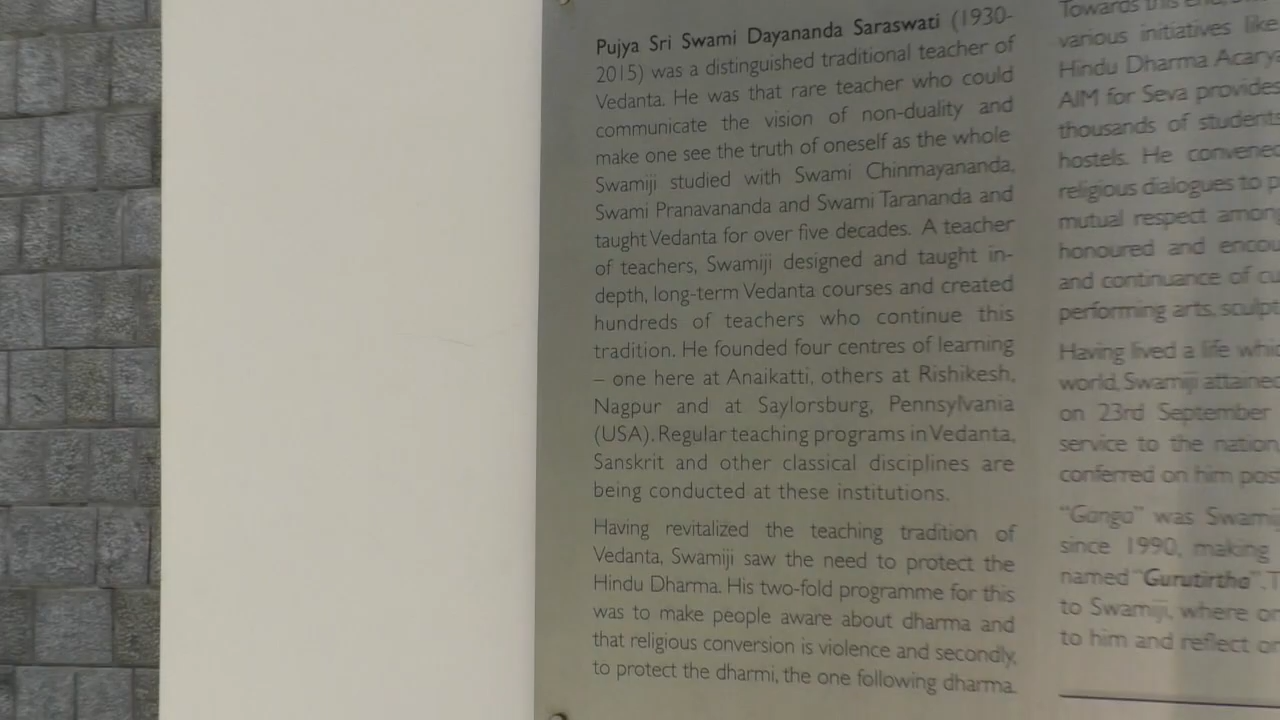 Pujya Sri Swami Dayananda Saraswati (1930-
2015) was a distinguished traditional teacher of
Vedanta. He was that rare teacher who could
communicate the vision of non-duality and
make one see the truth of oneself as the whole
Swamiji studied with Swami Chinmayananda,
Swami Pranavananda and Swami Tarananda and
taught Vedanta for over five decades. A teacher
of teachers, Swamiji designed and taught in-
depth, long-term Vedanta courses and created
hundreds of teachers who continue this
tradition. He founded four centres of learning
– one here at Anaikatti, others at Rishikesh,
Nagpur and at Saylorsburg, Pennsylvania
(USA). Regular teaching programs in Vedanta,
Sanskrit and other classical disciplines are
being conducted at these institutions.
Having revitalized the teaching tradition of
Vedanta, Swamiji saw the need to protect the
Hindu Dharma. His two-fold programme for this
was to make people aware about dharma and
that religious conversion is violence and secondly,
to protect the dharmi, the one following dharma.
Towards this end,
various initiatives like
Hindu Dharma Acarya
AIM for Seva provides
thousands of students
hostels. He convened
religious dialogues to p
mutual respect amon
honoured and encou
and continuance of cu
performing arts, sculpt
Having lived a life whic
world, Swamiji attained
on 23rd September
service to the nation,
conferred on him pos
"Ganga" was Swami
since 1990, making
named "Gurutirtha". T
to Swamiji, where on
to him and reflect on